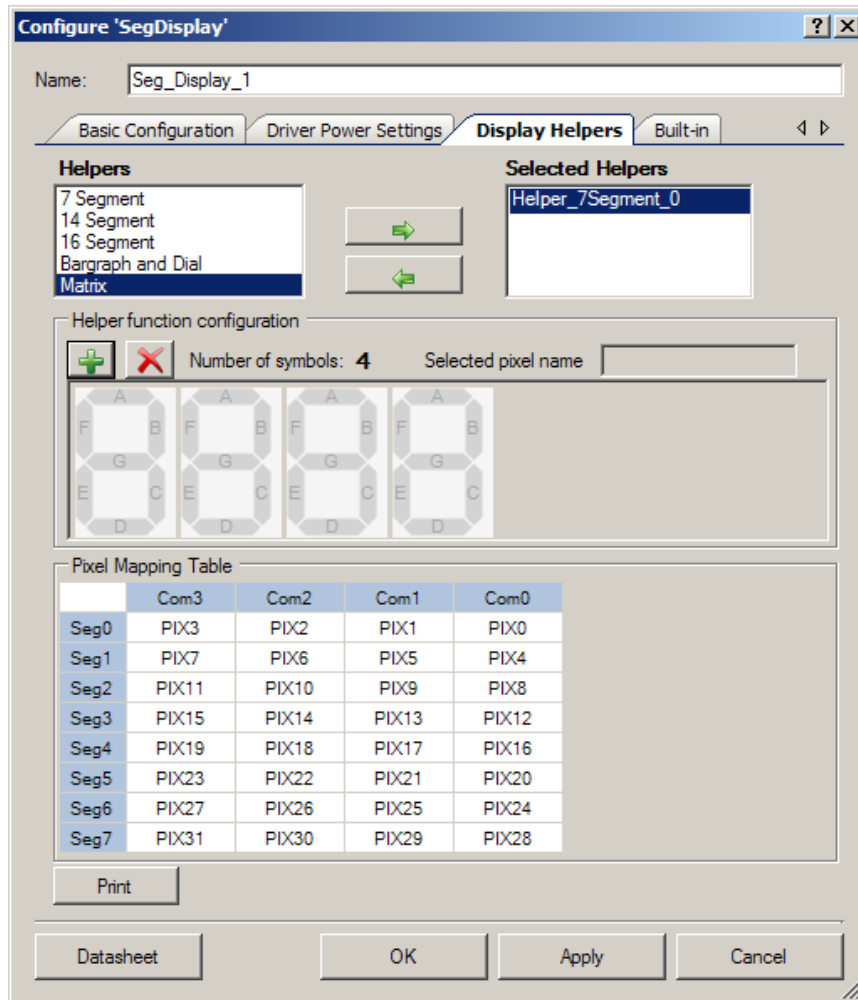 Configure 'SegDisplay'
Name: Seg_Display_1
Basic Configuration Driver Power Settings Display Helpers Built-in
Helpers Selected Helpers
7 Segment Helper_7Segment_0
14 Segment
16 Segment
Bargraph and Dial
Matrix
Helper function configuration
Number of symbols: 4 Selected pixel name
A A A A
F B F B F B F B
G G G G
E C E C E C E C
D D D D
Pixel Mapping Table
Com3 Com2 Com1 Com0
Seg0 PIX3 PIX2 PIX1 PIX0
Seg1 PIX7 PIX6 PIX5 PIX4
Seg2 PIX11 PIX10 PIX9 PIX8
Seg3 PIX15 PIX14 PIX13 PIX12
Seg4 PIX19 PIX18 PIX17 PIX16
Seg5 PIX23 PIX22 PIX21 PIX20
Seg6 PIX27 PIX26 PIX25 PIX24
Seg7 PIX31 PIX30 PIX29 PIX28
Print
Datasheet OK Apply Cancel